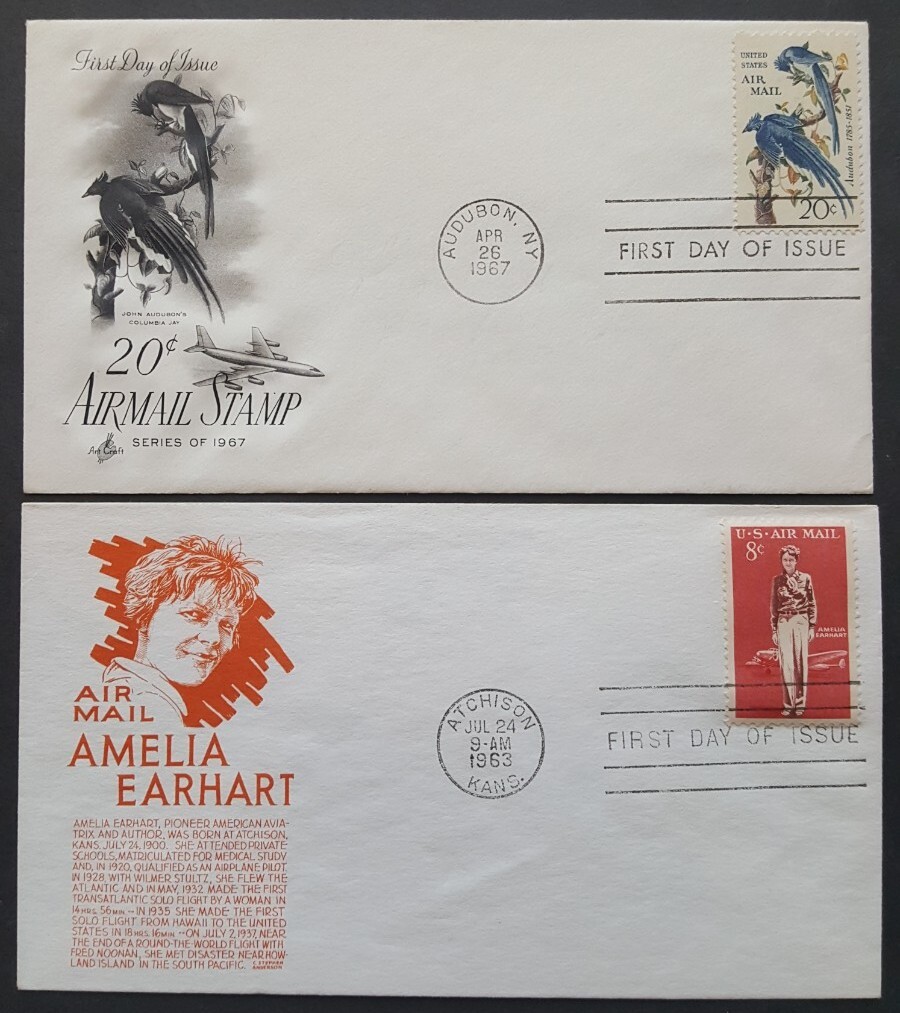 First Day of Issue
JOHN AUDUBON'S
COLUMBIA JAY
20¢
AIRMAIL STAMP
SERIES OF 1967
Art Craft
AUDUBON, NY
APR
26
1967
UNITED
STATES
AIR
MAIL
Audubon 1785-1851
20¢
FIRST DAY OF ISSUE
AIR
MAIL
AMELIA
EARHART
AMELIA EARHART, PIONEER AMERICAN AVIA-
TRIX AND AUTHOR, WAS BORN AT ATCHISON,
KANS. JULY 24, 1900. SHE ATTENDED PRIVATE
SCHOOLS, MATRICULATED FOR MEDICAL STUDY
AND, IN 1920, QUALIFIED AS AN AIRPLANE PILOT.
IN 1928, WITH WILMER STULTZ, SHE FLEW THE
ATLANTIC AND IN MAY, 1932 MADE THE FIRST
TRANSATLANTIC SOLO FLIGHT BY A WOMAN IN
14 HRS. 56 MIN. -- IN 1935 SHE MADE THE FIRST
SOLO FLIGHT FROM HAWAII TO THE UNITED
STATES IN 18 HRS. 16 MIN. -- ON JULY 2, 1937, NEAR
THE END OF A ROUND-THE-WORLD FLIGHT WITH
FRED NOONAN, SHE MET DISASTER NEAR HOW-
LAND ISLAND IN THE SOUTH PACIFIC.
C. STEPHEN
ANDERSON
ATCHISON
JUL 24
9-AM
1963
KANS.
U·S·AIR MAIL
8¢
AMELIA
EARHART
FIRST DAY OF ISSUE